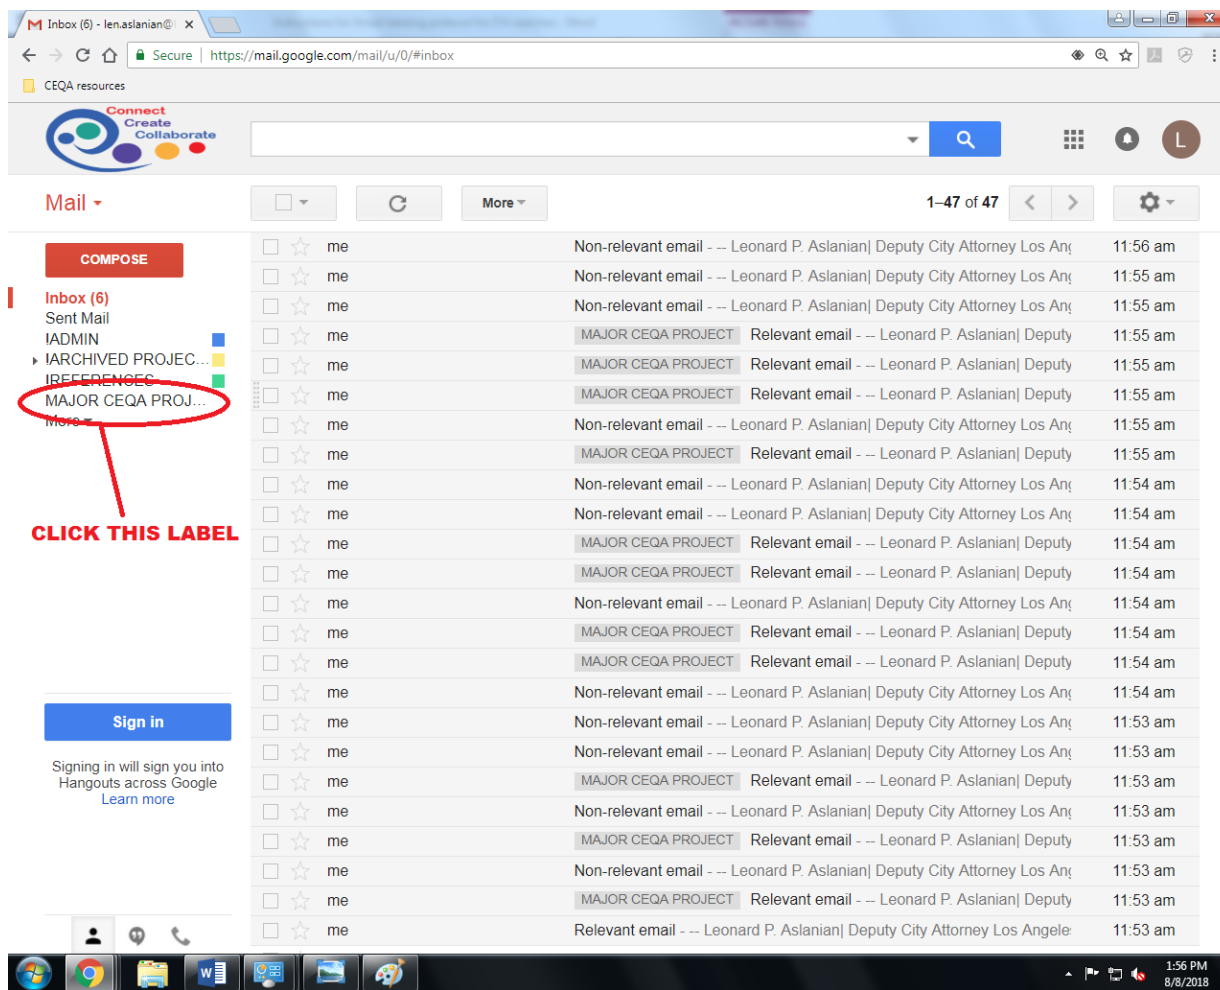 Inbox (6) - len.aslanian@
Secure | https://mail.google.com/mail/u/0/#inbox
CEQA resources
Connect
Create
Collaborate
L
Mail
More
1–47 of 47
COMPOSE
Inbox (6)
Sent Mail
!ADMIN
!ARCHIVED PROJEC...
!REFERENCES
MAJOR CEQA PROJ...
More
CLICK THIS LABEL
Sign in
Signing in will sign you into
Hangouts across Google
Learn more
me Non-relevant email - -- Leonard P. Aslanian| Deputy City Attorney Los Ang 11:56 am
me Non-relevant email - -- Leonard P. Aslanian| Deputy City Attorney Los Ang 11:55 am
me Non-relevant email - -- Leonard P. Aslanian| Deputy City Attorney Los Ang 11:55 am
me MAJOR CEQA PROJECT Relevant email - -- Leonard P. Aslanian| Deputy 11:55 am
me MAJOR CEQA PROJECT Relevant email - -- Leonard P. Aslanian| Deputy 11:55 am
me MAJOR CEQA PROJECT Relevant email - -- Leonard P. Aslanian| Deputy 11:55 am
me Non-relevant email - -- Leonard P. Aslanian| Deputy City Attorney Los Ang 11:55 am
me MAJOR CEQA PROJECT Relevant email - -- Leonard P. Aslanian| Deputy 11:55 am
me Non-relevant email - -- Leonard P. Aslanian| Deputy City Attorney Los Ang 11:54 am
me Non-relevant email - -- Leonard P. Aslanian| Deputy City Attorney Los Ang 11:54 am
me MAJOR CEQA PROJECT Relevant email - -- Leonard P. Aslanian| Deputy 11:54 am
me MAJOR CEQA PROJECT Relevant email - -- Leonard P. Aslanian| Deputy 11:54 am
me Non-relevant email - -- Leonard P. Aslanian| Deputy City Attorney Los Ang 11:54 am
me MAJOR CEQA PROJECT Relevant email - -- Leonard P. Aslanian| Deputy 11:54 am
me MAJOR CEQA PROJECT Relevant email - -- Leonard P. Aslanian| Deputy 11:54 am
me Non-relevant email - -- Leonard P. Aslanian| Deputy City Attorney Los Ang 11:54 am
me Non-relevant email - -- Leonard P. Aslanian| Deputy City Attorney Los Ang 11:53 am
me Non-relevant email - -- Leonard P. Aslanian| Deputy City Attorney Los Ang 11:53 am
me MAJOR CEQA PROJECT Relevant email - -- Leonard P. Aslanian| Deputy 11:53 am
me Non-relevant email - -- Leonard P. Aslanian| Deputy City Attorney Los Ang 11:53 am
me MAJOR CEQA PROJECT Relevant email - -- Leonard P. Aslanian| Deputy 11:53 am
me Non-relevant email - -- Leonard P. Aslanian| Deputy City Attorney Los Ang 11:53 am
me MAJOR CEQA PROJECT Relevant email - -- Leonard P. Aslanian| Deputy 11:53 am
me Relevant email - -- Leonard P. Aslanian| Deputy City Attorney Los Angele 11:53 am
1:56 PM
8/8/2018